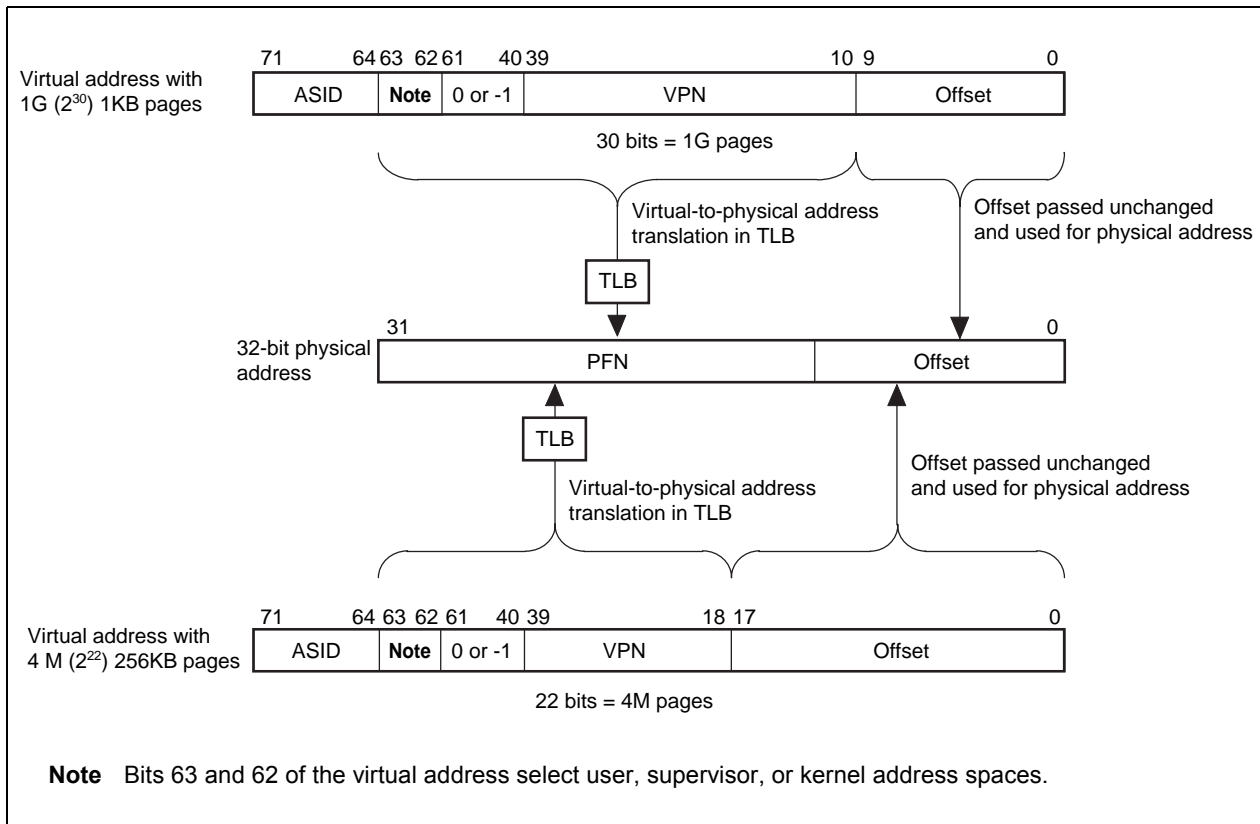 71 64 63 62 61 40 39 10 9 0
Virtual address with
1G (2³⁰) 1KB pages
ASID Note 0 or -1 VPN Offset
30 bits = 1G pages
Virtual-to-physical address
translation in TLB
Offset passed unchanged
and used for physical address
TLB
31 0
32-bit physical
address
PFN Offset
TLB
Offset passed unchanged
and used for physical address
Virtual-to-physical address
translation in TLB
71 64 63 62 61 40 39 18 17 0
Virtual address with
4 M (2²²) 256KB pages
ASID Note 0 or -1 VPN Offset
22 bits = 4M pages
Note Bits 63 and 62 of the virtual address select user, supervisor, or kernel address spaces.